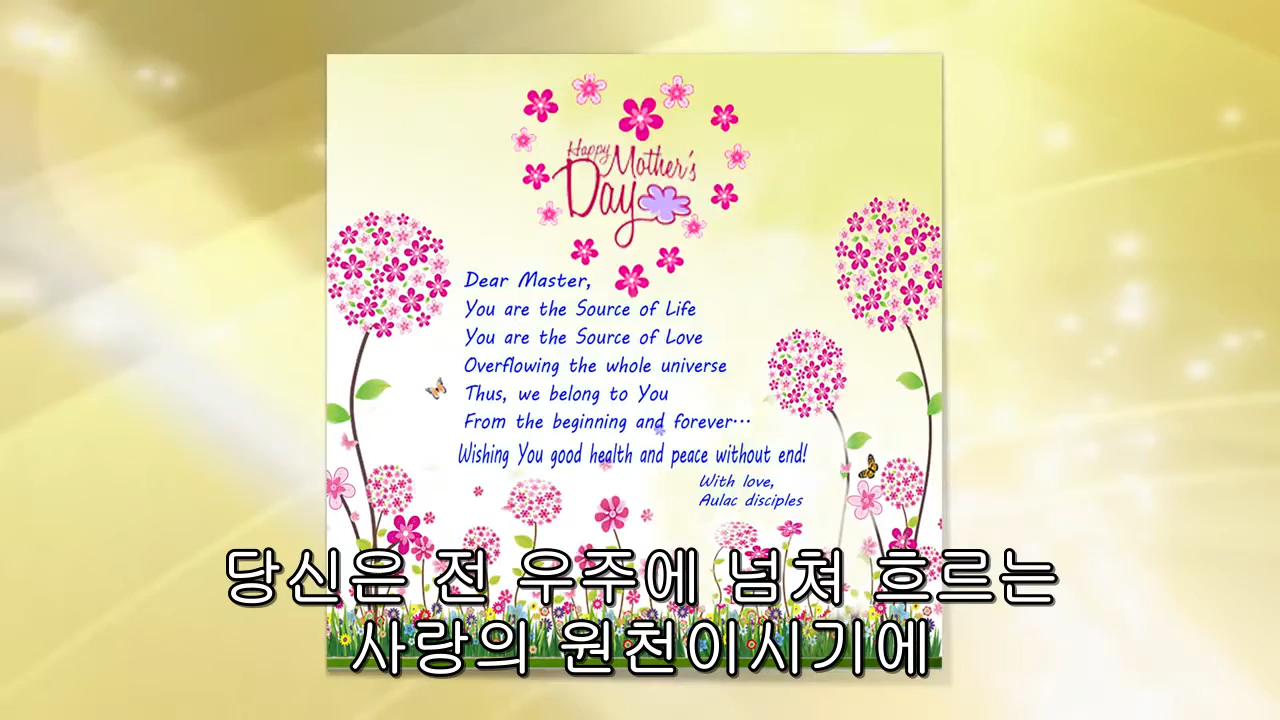 Happy Mother's
Day
Dear Master,
You are the Source of Life
You are the Source of Love
Overflowing the whole universe
Thus, we belong to You
From the beginning and forever…
Wishing You good health and peace without end!
With love,
Aulac disciples
당신은 전 우주에 넘쳐 흐르는
사랑의 원천이시기에